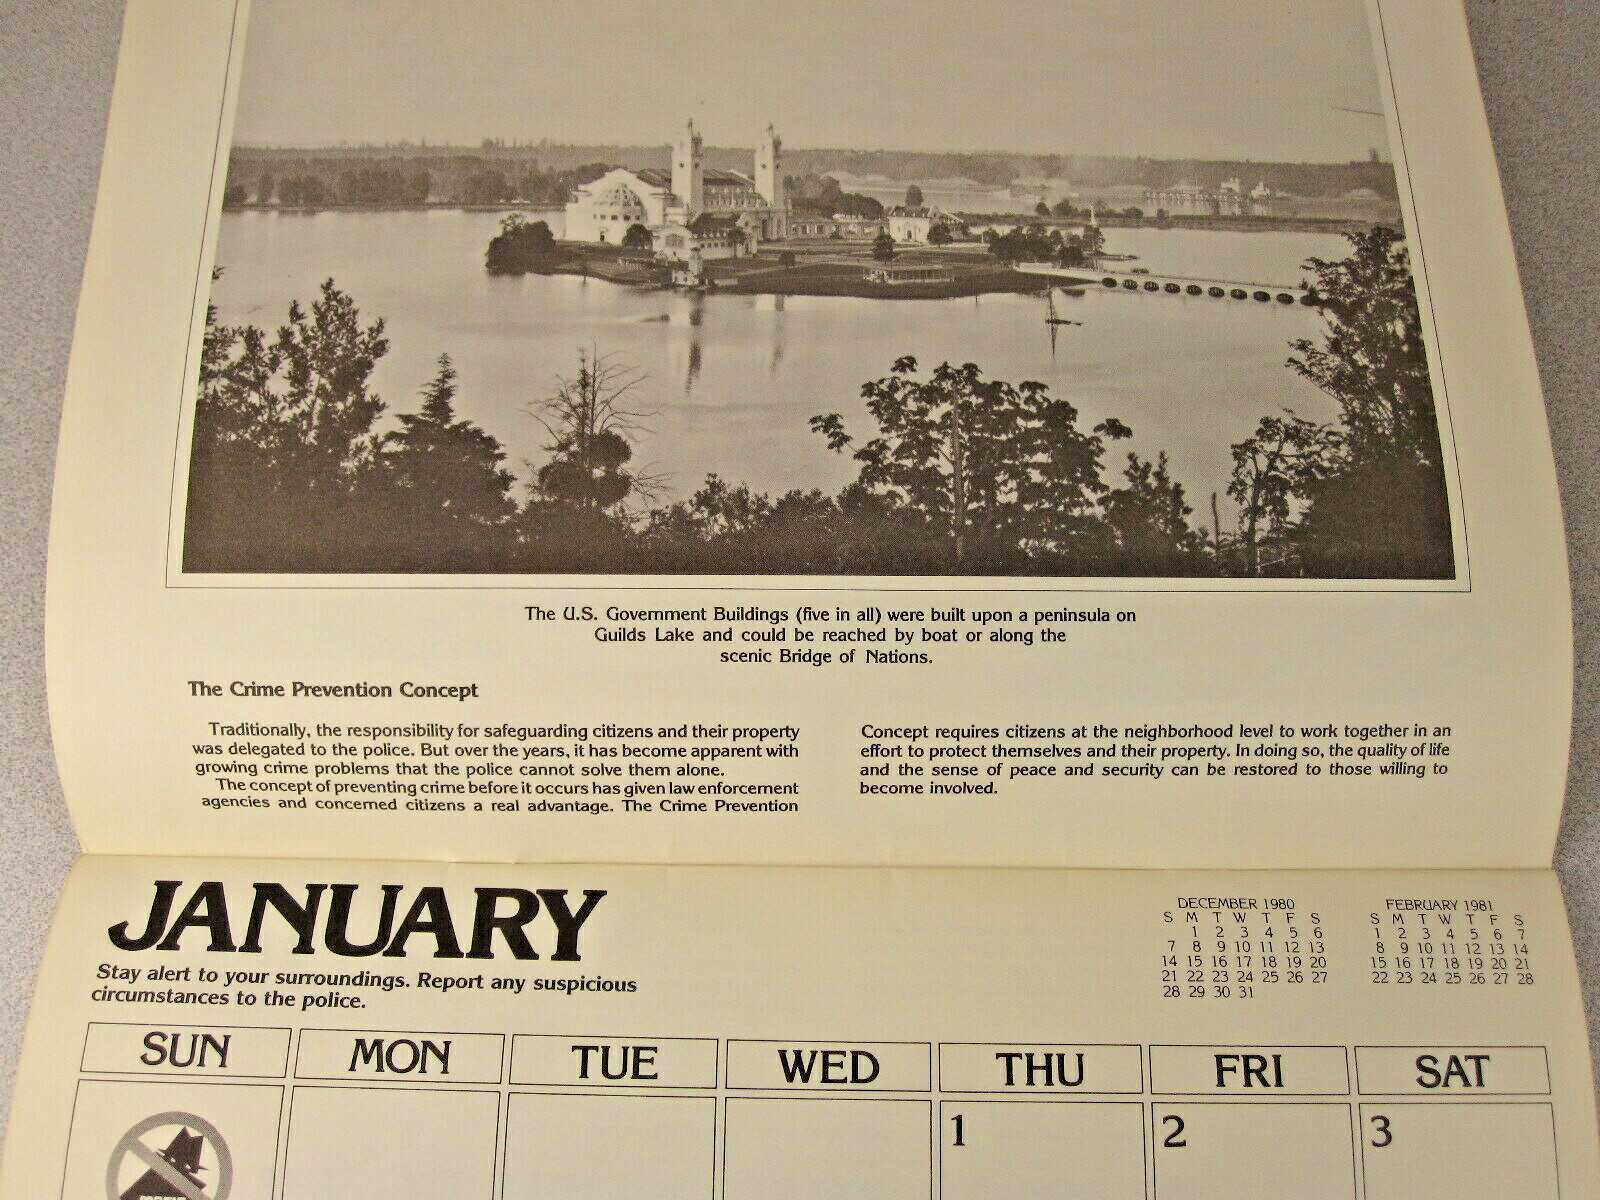 The U.S. Government Buildings (five in all) were built upon a peninsula on
Guilds Lake and could be reached by boat or along the
scenic Bridge of Nations.
The Crime Prevention Concept
Traditionally, the responsibility for safeguarding citizens and their property
was delegated to the police. But over the years, it has become apparent with
growing crime problems that the police cannot solve them alone.
The concept of preventing crime before it occurs has given law enforcement
agencies and concerned citizens a real advantage. The Crime Prevention
Concept requires citizens at the neighborhood level to work together in an
effort to protect themselves and their property. In doing so, the quality of life
and the sense of peace and security can be restored to those willing to
become involved.
JANUARY
Stay alert to your surroundings. Report any suspicious
circumstances to the police.
DECEMBER 1980
S M T W T F S
1 2 3 4 5 6
7 8 9 10 11 12 13
14 15 16 17 18 19 20
21 22 23 24 25 26 27
28 29 30 31
FEBRUARY 1981
S M T W T F S
1 2 3 4 5 6 7
8 9 10 11 12 13 14
15 16 17 18 19 20 21
22 23 24 25 26 27 28
SUN MON TUE WED THU FRI SAT
1 2 3